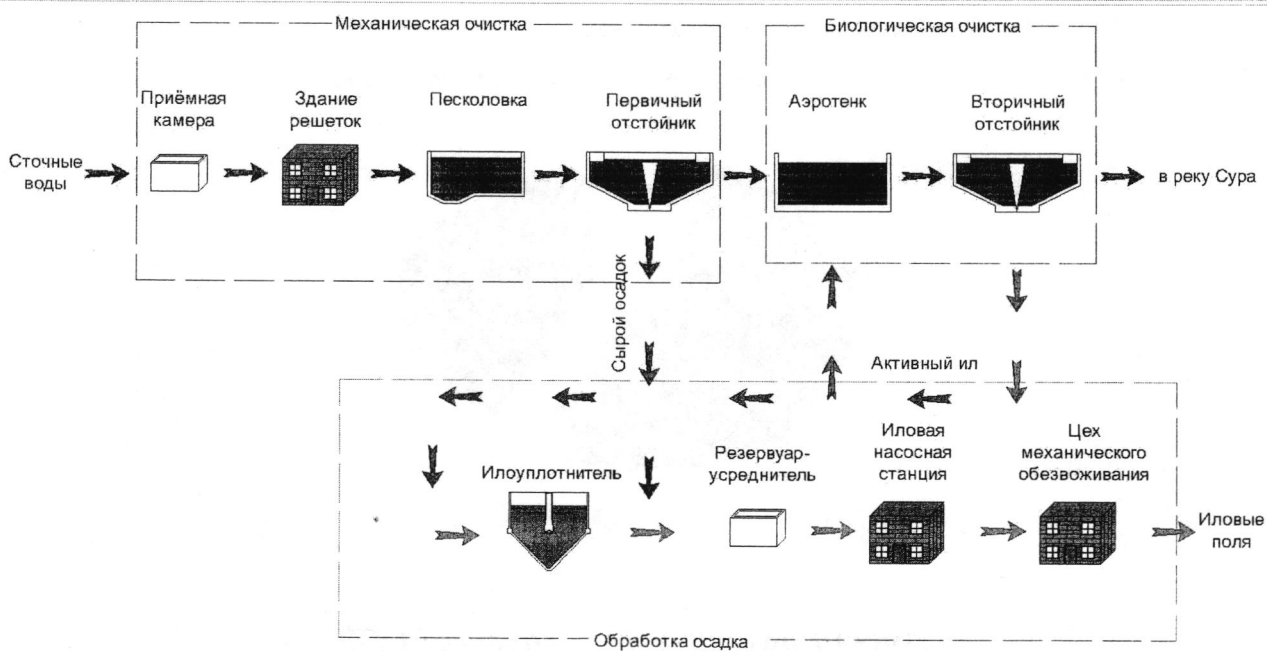 Механическая очистка
Биологическая очистка
Приёмная
камера
Здание
решеток
Песколовка
Первичный
отстойник
Аэротенк
Вторичный
отстойник
Сточные
воды
в реку Сура
Сырой осадок
Активный ил
Илоуплотнитель
Резервуар-
усреднитель
Иловая
насосная
станция
Цех
механического
обезвоживания
Иловые
поля
Обработка осадка